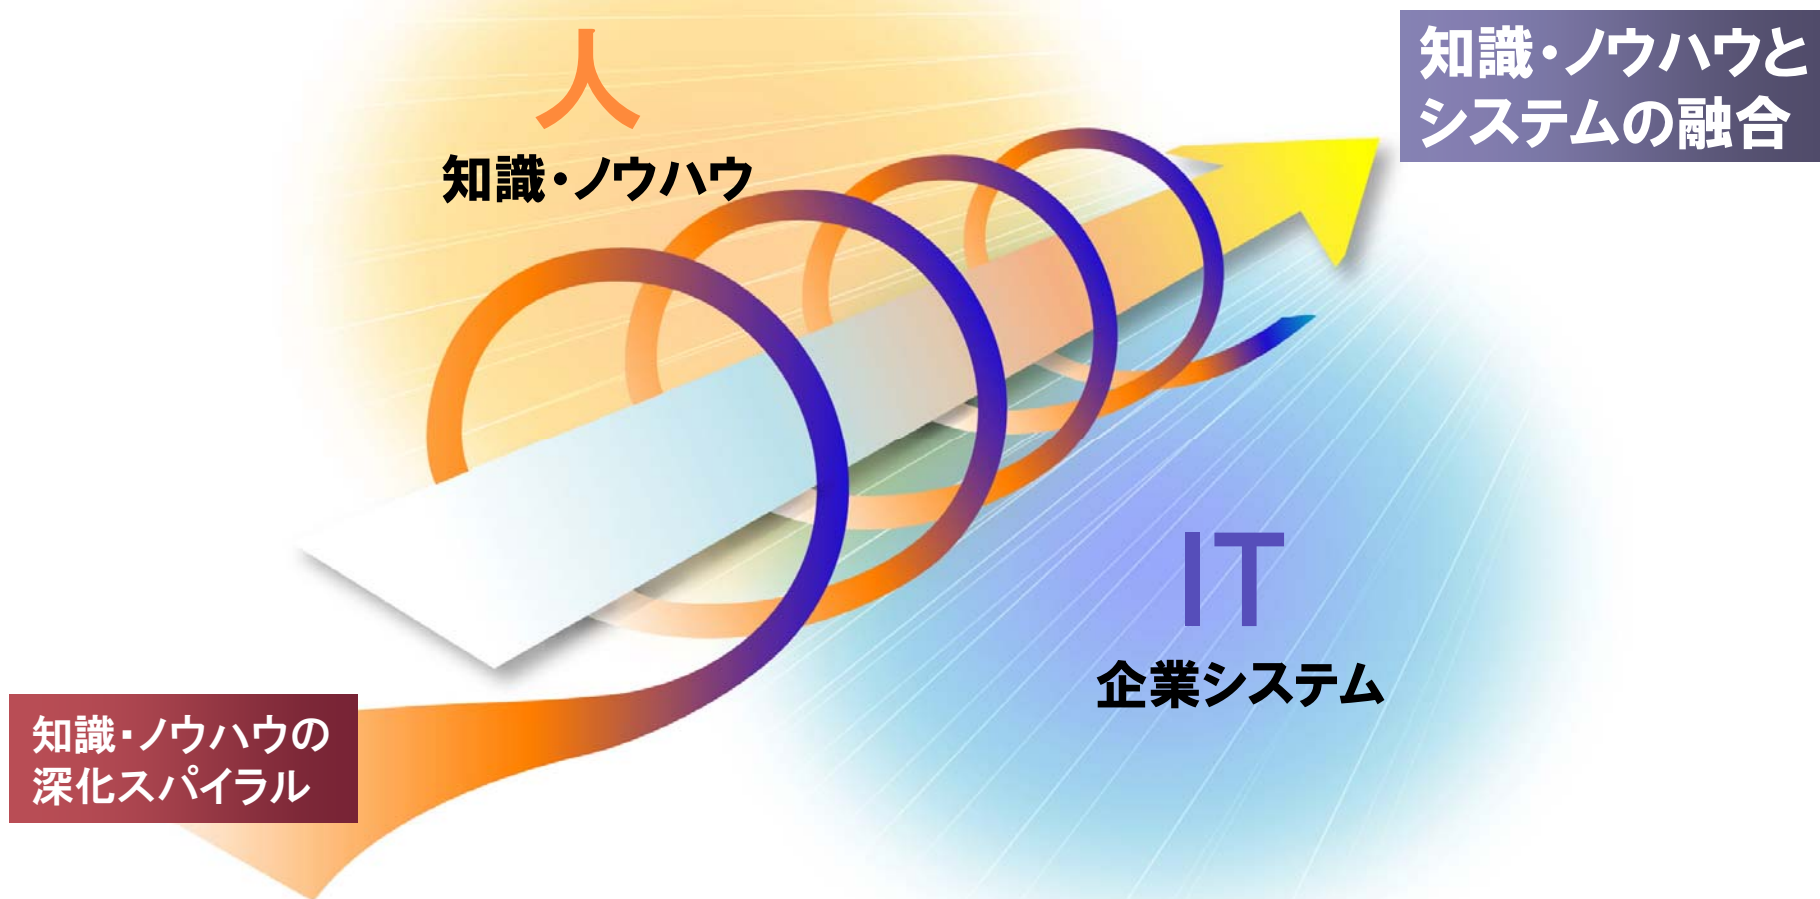 人
知識・ノウハウ
知識・ノウハウと
システムの融合
IT
企業システム
知識・ノウハウの
深化スパイラル